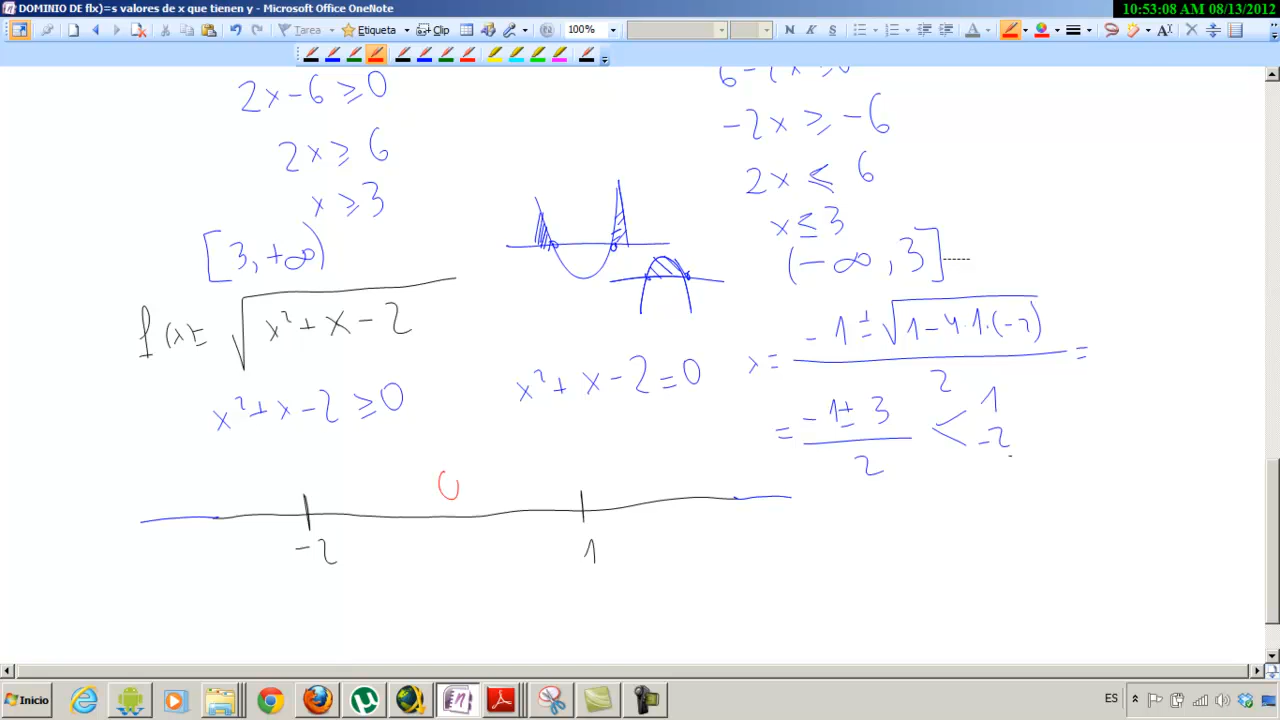 DOMINIO DE f(x)=s valores de x que tienen y - Microsoft Office OneNote
10:53:08 AM 08/13/2012
Tarea
Etiqueta
Clip
100%
2x-6≥0
2x≥6
x≥3
[3,+∞)
-2x≥-6
2x≤6
x≤3
(-∞,3]
f(x)=√x²+x-2
x²+x-2≥0
x²+x-2=0
x= -1±√1-4·1·(-2) =
2
= -1±3 < 1
-2
2
0
-2
1
Inicio
ES